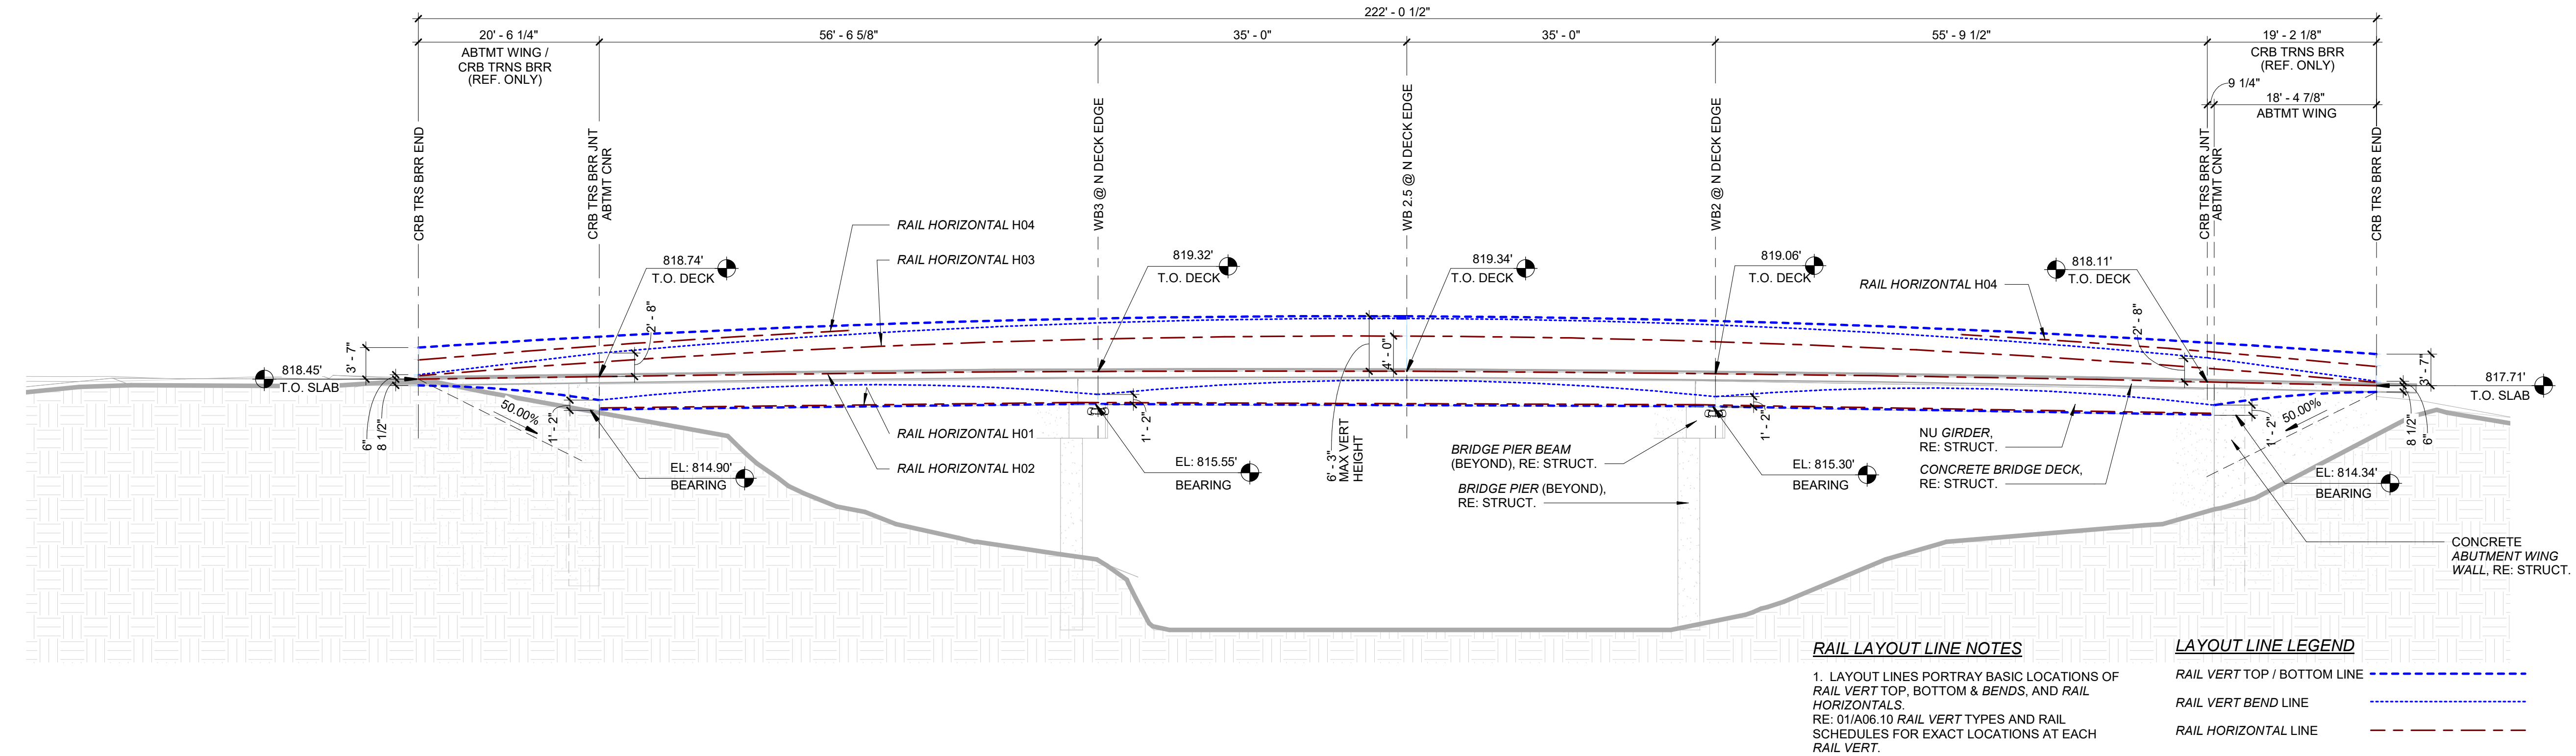 222' - 0 1/2"
20' - 6 1/4"
56' - 6 5/8"
35' - 0"
35' - 0"
55' - 9 1/2"
19' - 2 1/8"
ABTMT WING /
CRB TRNS BRR
(REF. ONLY)
CRB TRNS BRR
(REF. ONLY)
9 1/4"
18' - 4 7/8"
ABTMT WING
CRB TRS BRR END
CRB TRS BRR JNT
ABTMT CNR
WB3 @ N DECK EDGE
WB 2.5 @ N DECK EDGE
WB2 @ N DECK EDGE
CRB TRS BRR JNT
ABTMT CNR
CRB TRS BRR END
RAIL HORIZONTAL H04
RAIL HORIZONTAL H03
818.74'
T.O. DECK
819.32'
T.O. DECK
819.34'
T.O. DECK
819.06'
T.O. DECK
818.11'
T.O. DECK
RAIL HORIZONTAL H04
2' - 8"
2' - 8"
3' - 7"
4' - 0"
3' - 7"
818.45'
T.O. SLAB
817.71'
T.O. SLAB
50.00%
50.00%
6"
8 1/2"
1' - 2"
1' - 2"
1' - 2"
1' - 2"
8 1/2"
6"
RAIL HORIZONTAL H01
RAIL HORIZONTAL H02
6' - 3"
MAX VERT
HEIGHT
EL: 814.90'
BEARING
EL: 815.55'
BEARING
BRIDGE PIER BEAM
(BEYOND), RE: STRUCT.
BRIDGE PIER (BEYOND),
RE: STRUCT.
EL: 815.30'
BEARING
NU GIRDER,
RE: STRUCT.
CONCRETE BRIDGE DECK,
RE: STRUCT.
EL: 814.34'
BEARING
CONCRETE
ABUTMENT WING
WALL, RE: STRUCT.
RAIL LAYOUT LINE NOTES
1. LAYOUT LINES PORTRAY BASIC LOCATIONS OF
RAIL VERT TOP, BOTTOM & BENDS, AND RAIL
HORIZONTALS.
RE: 01/A06.10 RAIL VERT TYPES AND RAIL
SCHEDULES FOR EXACT LOCATIONS AT EACH
RAIL VERT.
LAYOUT LINE LEGEND
RAIL VERT TOP / BOTTOM LINE
RAIL VERT BEND LINE
RAIL HORIZONTAL LINE